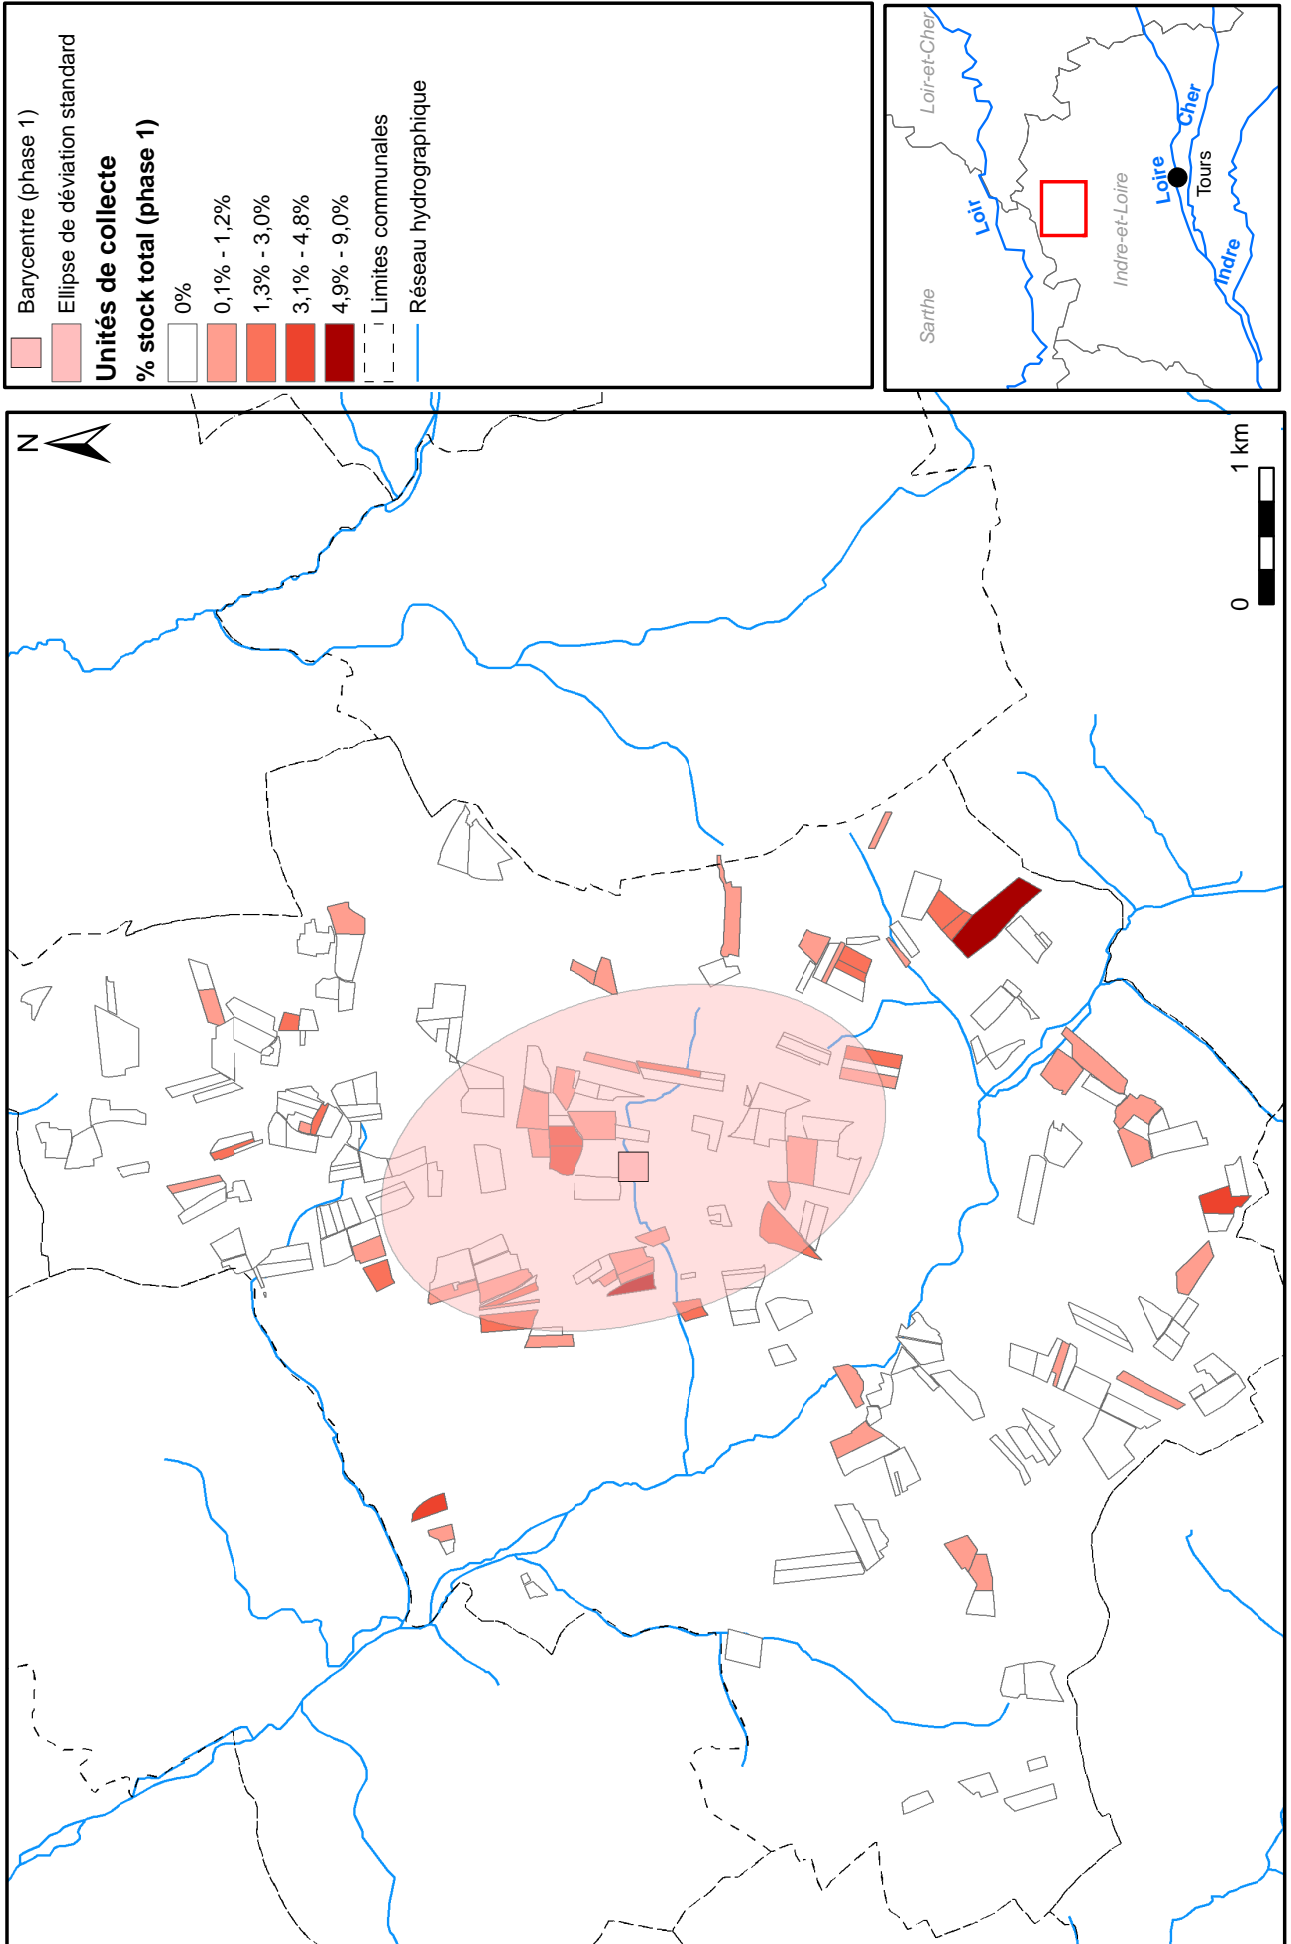 Barycentre (phase 1)
Ellipse de déviation standard
Unités de collecte
% stock total (phase 1)
0%
0,1% - 1,2%
1,3% - 3,0%
3,1% - 4,8%
4,9% - 9,0%
Limites communales
Réseau hydrographique
N
0
1 km
Sarthe
Loir-et-Cher
Loir
Indre-et-Loire
Loire
Cher
Tours
Indre